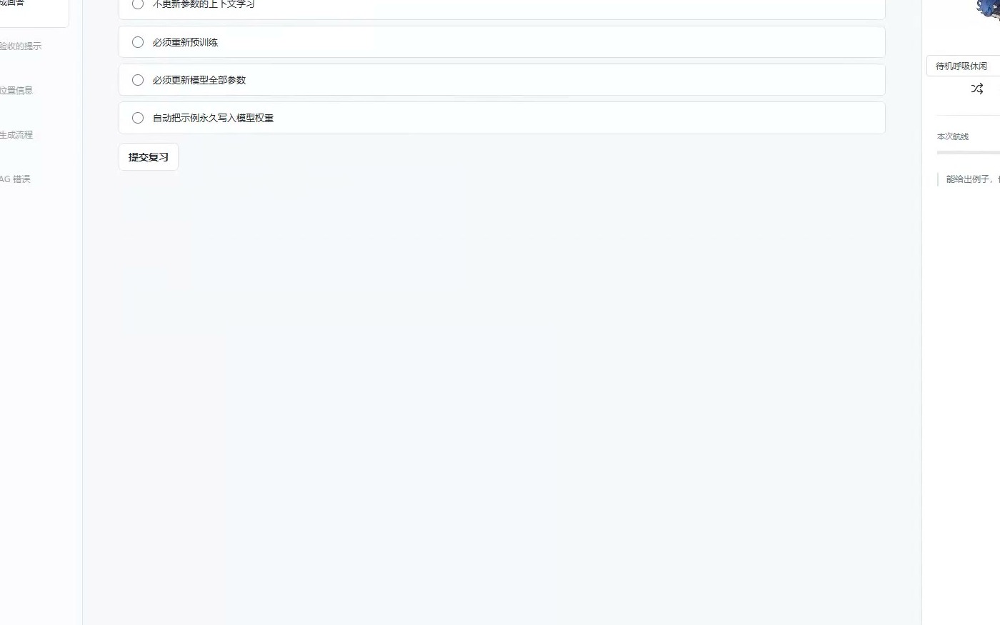 成回答
验收的提示
位置信息
生成流程
AG 错误
不更新参数的上下文学习
必须重新预训练
必须更新模型全部参数
自动把示例永久写入模型权重
提交复习
待机呼吸休闲
本次航线
能给出例子，